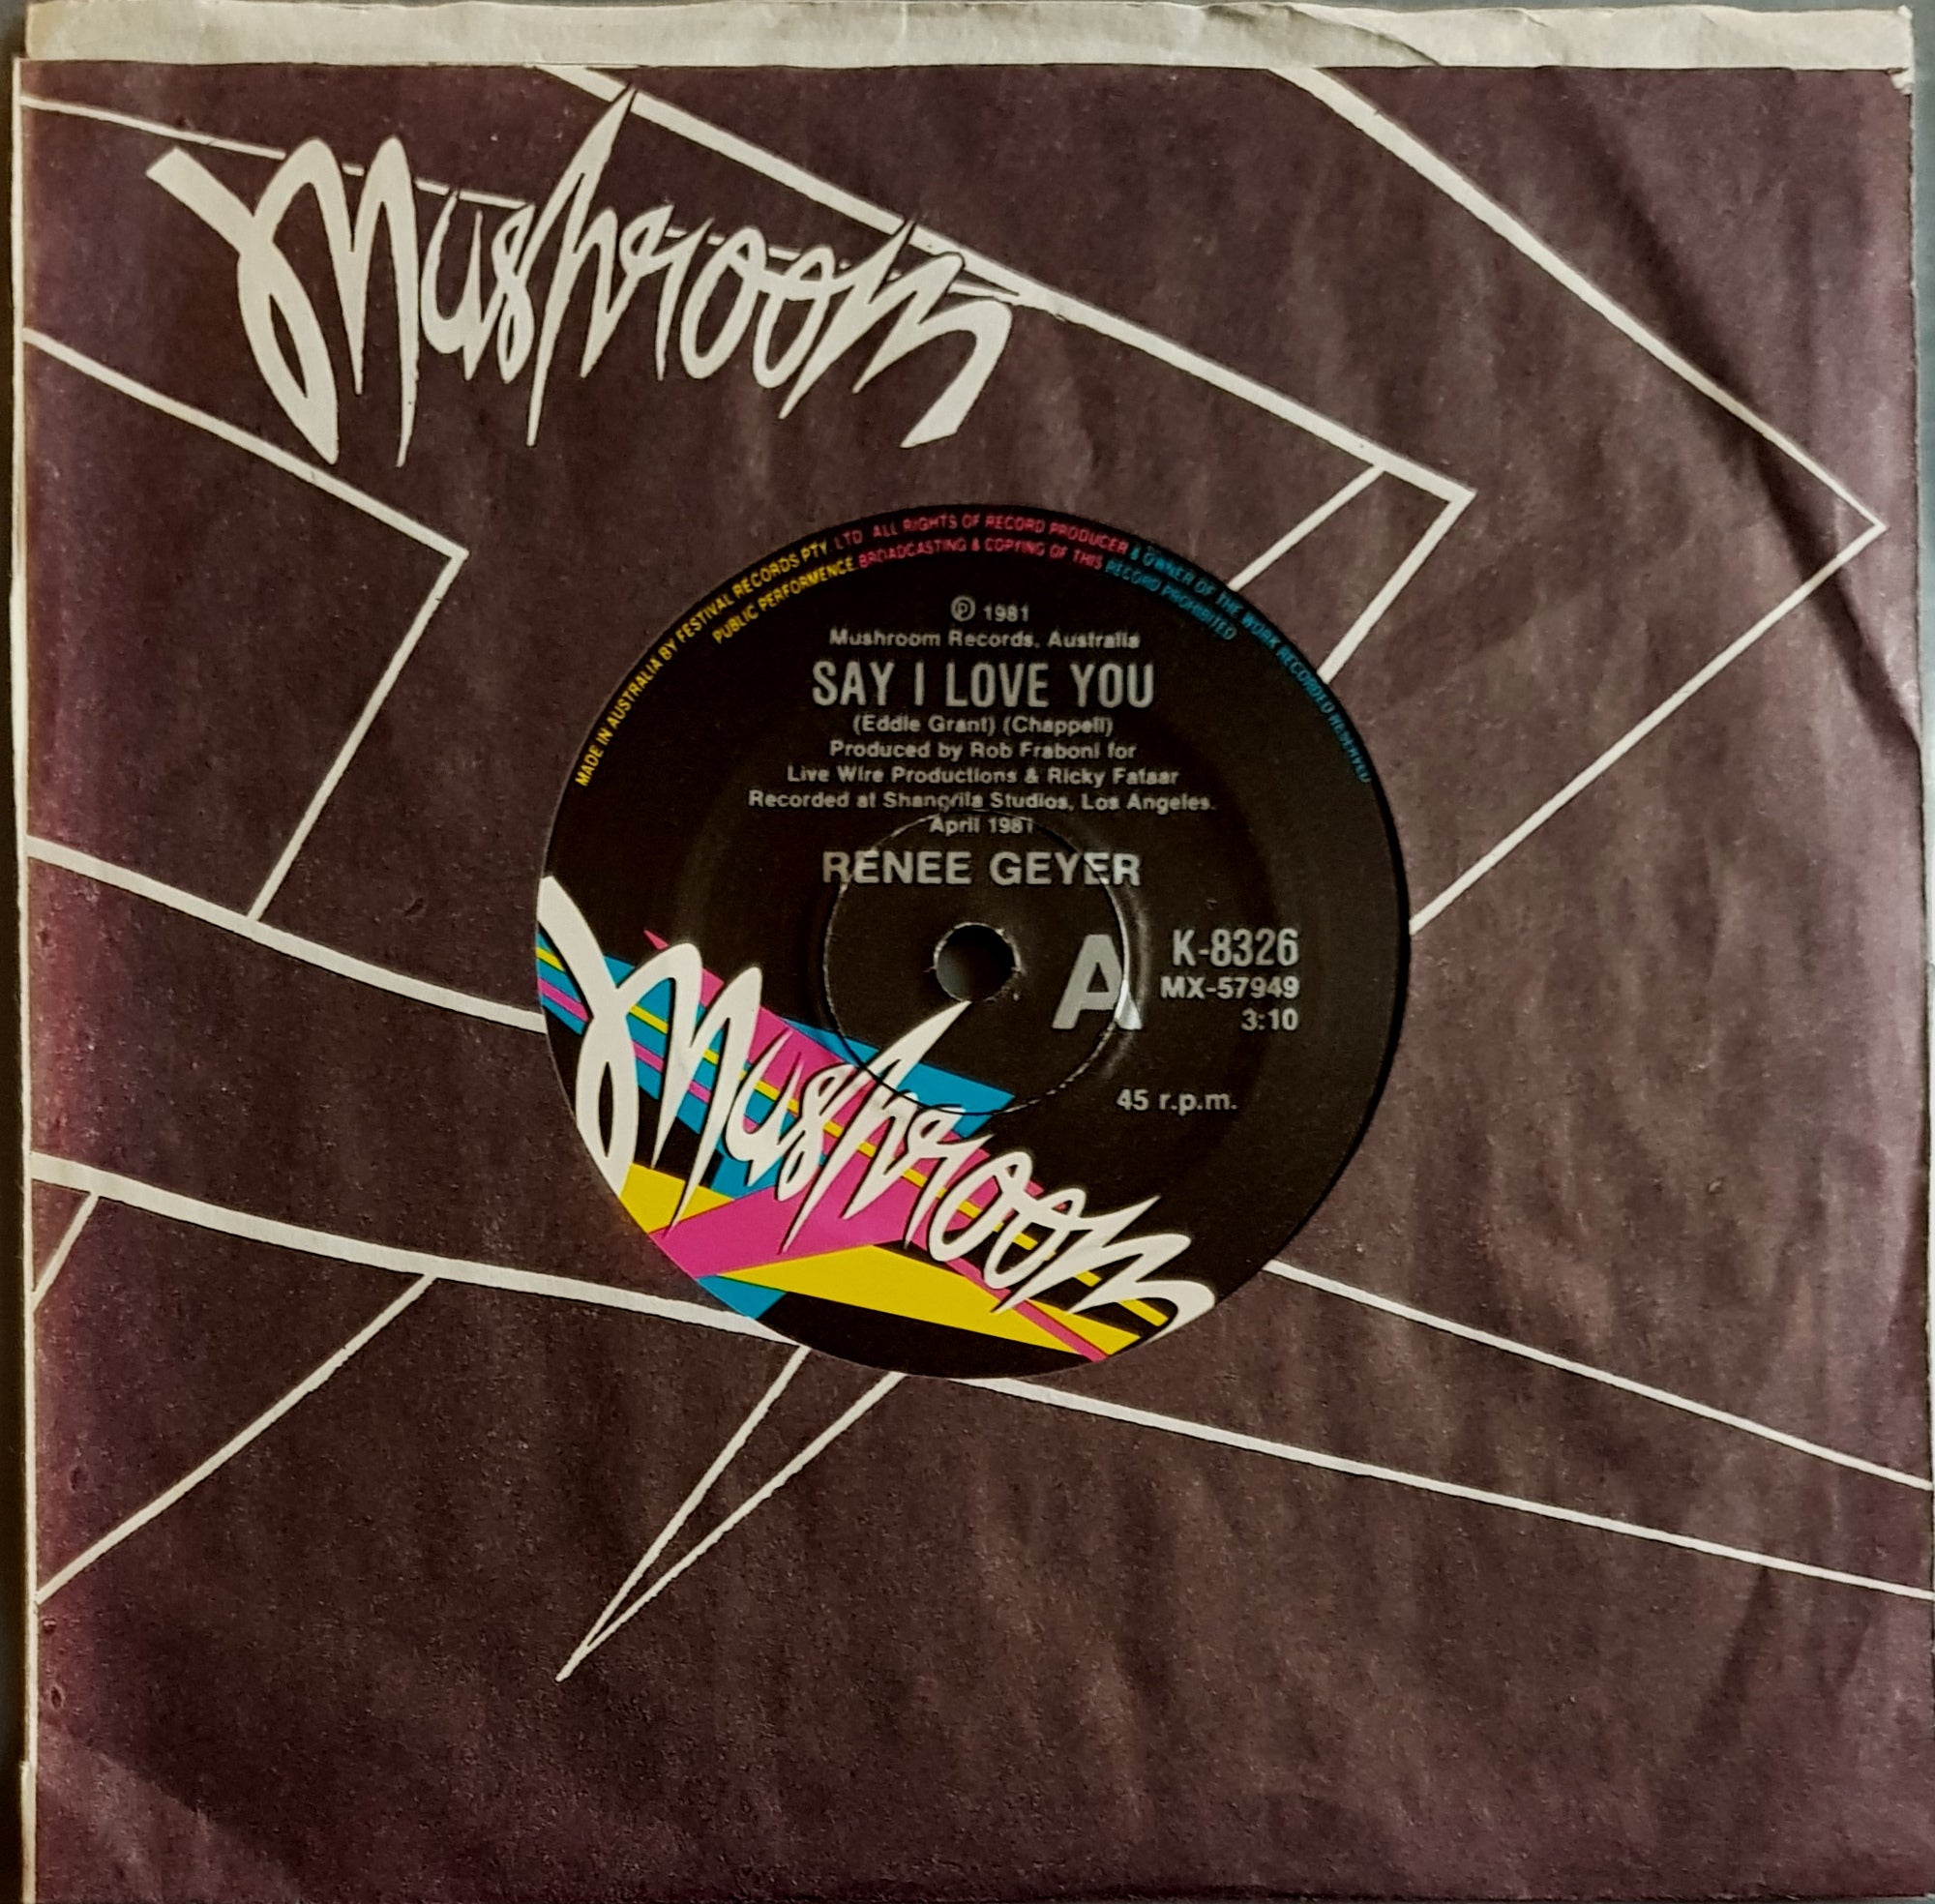 Mushroom
MADE IN AUSTRALIA BY FESTIVAL RECORDS PTY. LTD ALL RIGHTS OF RECORD PRODUCER & OWNER OF THE WORK RECORDED RESERVED
PUBLIC PERFORMENCE BROADCASTING & COPYING OF THIS RECORD PROHIBITED
℗ 1981
Mushroom Records, Australia
SAY I LOVE YOU
(Eddie Grant) (Chappell)
Produced by Rob Fraboni for
Live Wire Productions & Ricky Fataar
Recorded at Shangrila Studios, Los Angeles.
April 1981
RENEE GEYER
A
K-8326
MX-57949
3:10
45 r.p.m.
Mushroom